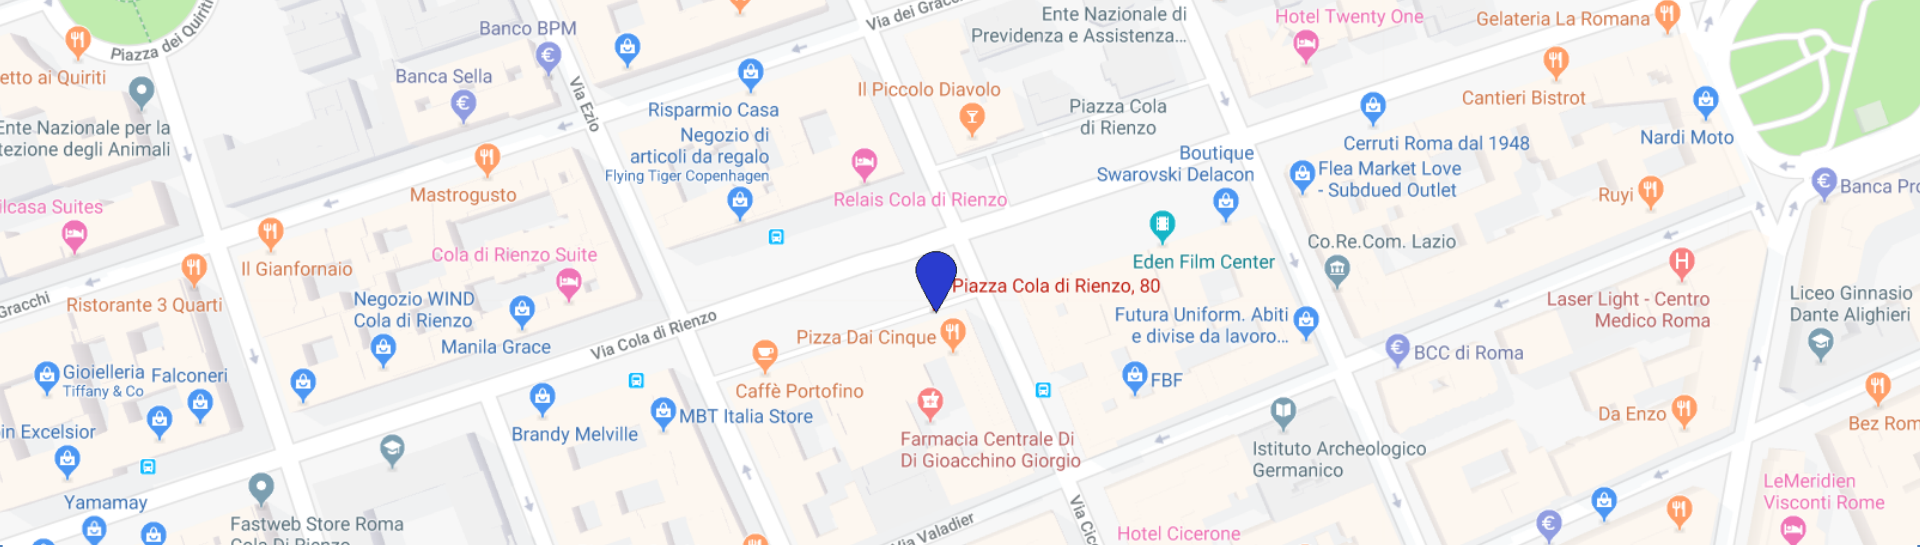 Piazza dei Quiriti
etto ai Quiriti
Ente Nazionale per la
tezione degli Animali
Banco BPM
Banca Sella
Via Ezio
Via dei Gracc
Ente Nazionale di
Previdenza e Assistenza...
Hotel Twenty One
Gelateria La Romana
Risparmio Casa
Negozio di
articoli da regalo
Flying Tiger Copenhagen
Il Piccolo Diavolo
Piazza Cola
di Rienzo
Cantieri Bistrot
Cerruti Roma dal 1948
Nardi Moto
Boutique
Swarovski Delacon
Flea Market Love
- Subdued Outlet
Ruyi
Banca Pro
Mastrogusto
Relais Cola di Rienzo
ilcasa Suites
Il Gianfornaio
Cola di Rienzo Suite
Co.Re.Com. Lazio
Eden Film Center
Piazza Cola di Rienzo, 80
Gracchi
Ristorante 3 Quarti
Negozio WIND
Cola di Rienzo
Manila Grace
Via Cola di Rienzo
Pizza Dai Cinque
Futura Uniform. Abiti
e divise da lavoro...
Laser Light - Centro
Medico Roma
Liceo Ginnasio
Dante Alighieri
BCC di Roma
Gioielleria
Tiffany & Co
Falconeri
Caffè Portofino
FBF
MBT Italia Store
Brandy Melville
Da Enzo
Bez Rom
in Excelsior
Farmacia Centrale Di
Di Gioacchino Giorgio
Istituto Archeologico
Germanico
Yamamay
Fastweb Store Roma
Cola Di Rienzo
Via Valadier
Via Cicc
Hotel Cicerone
LeMeridien
Visconti Rome